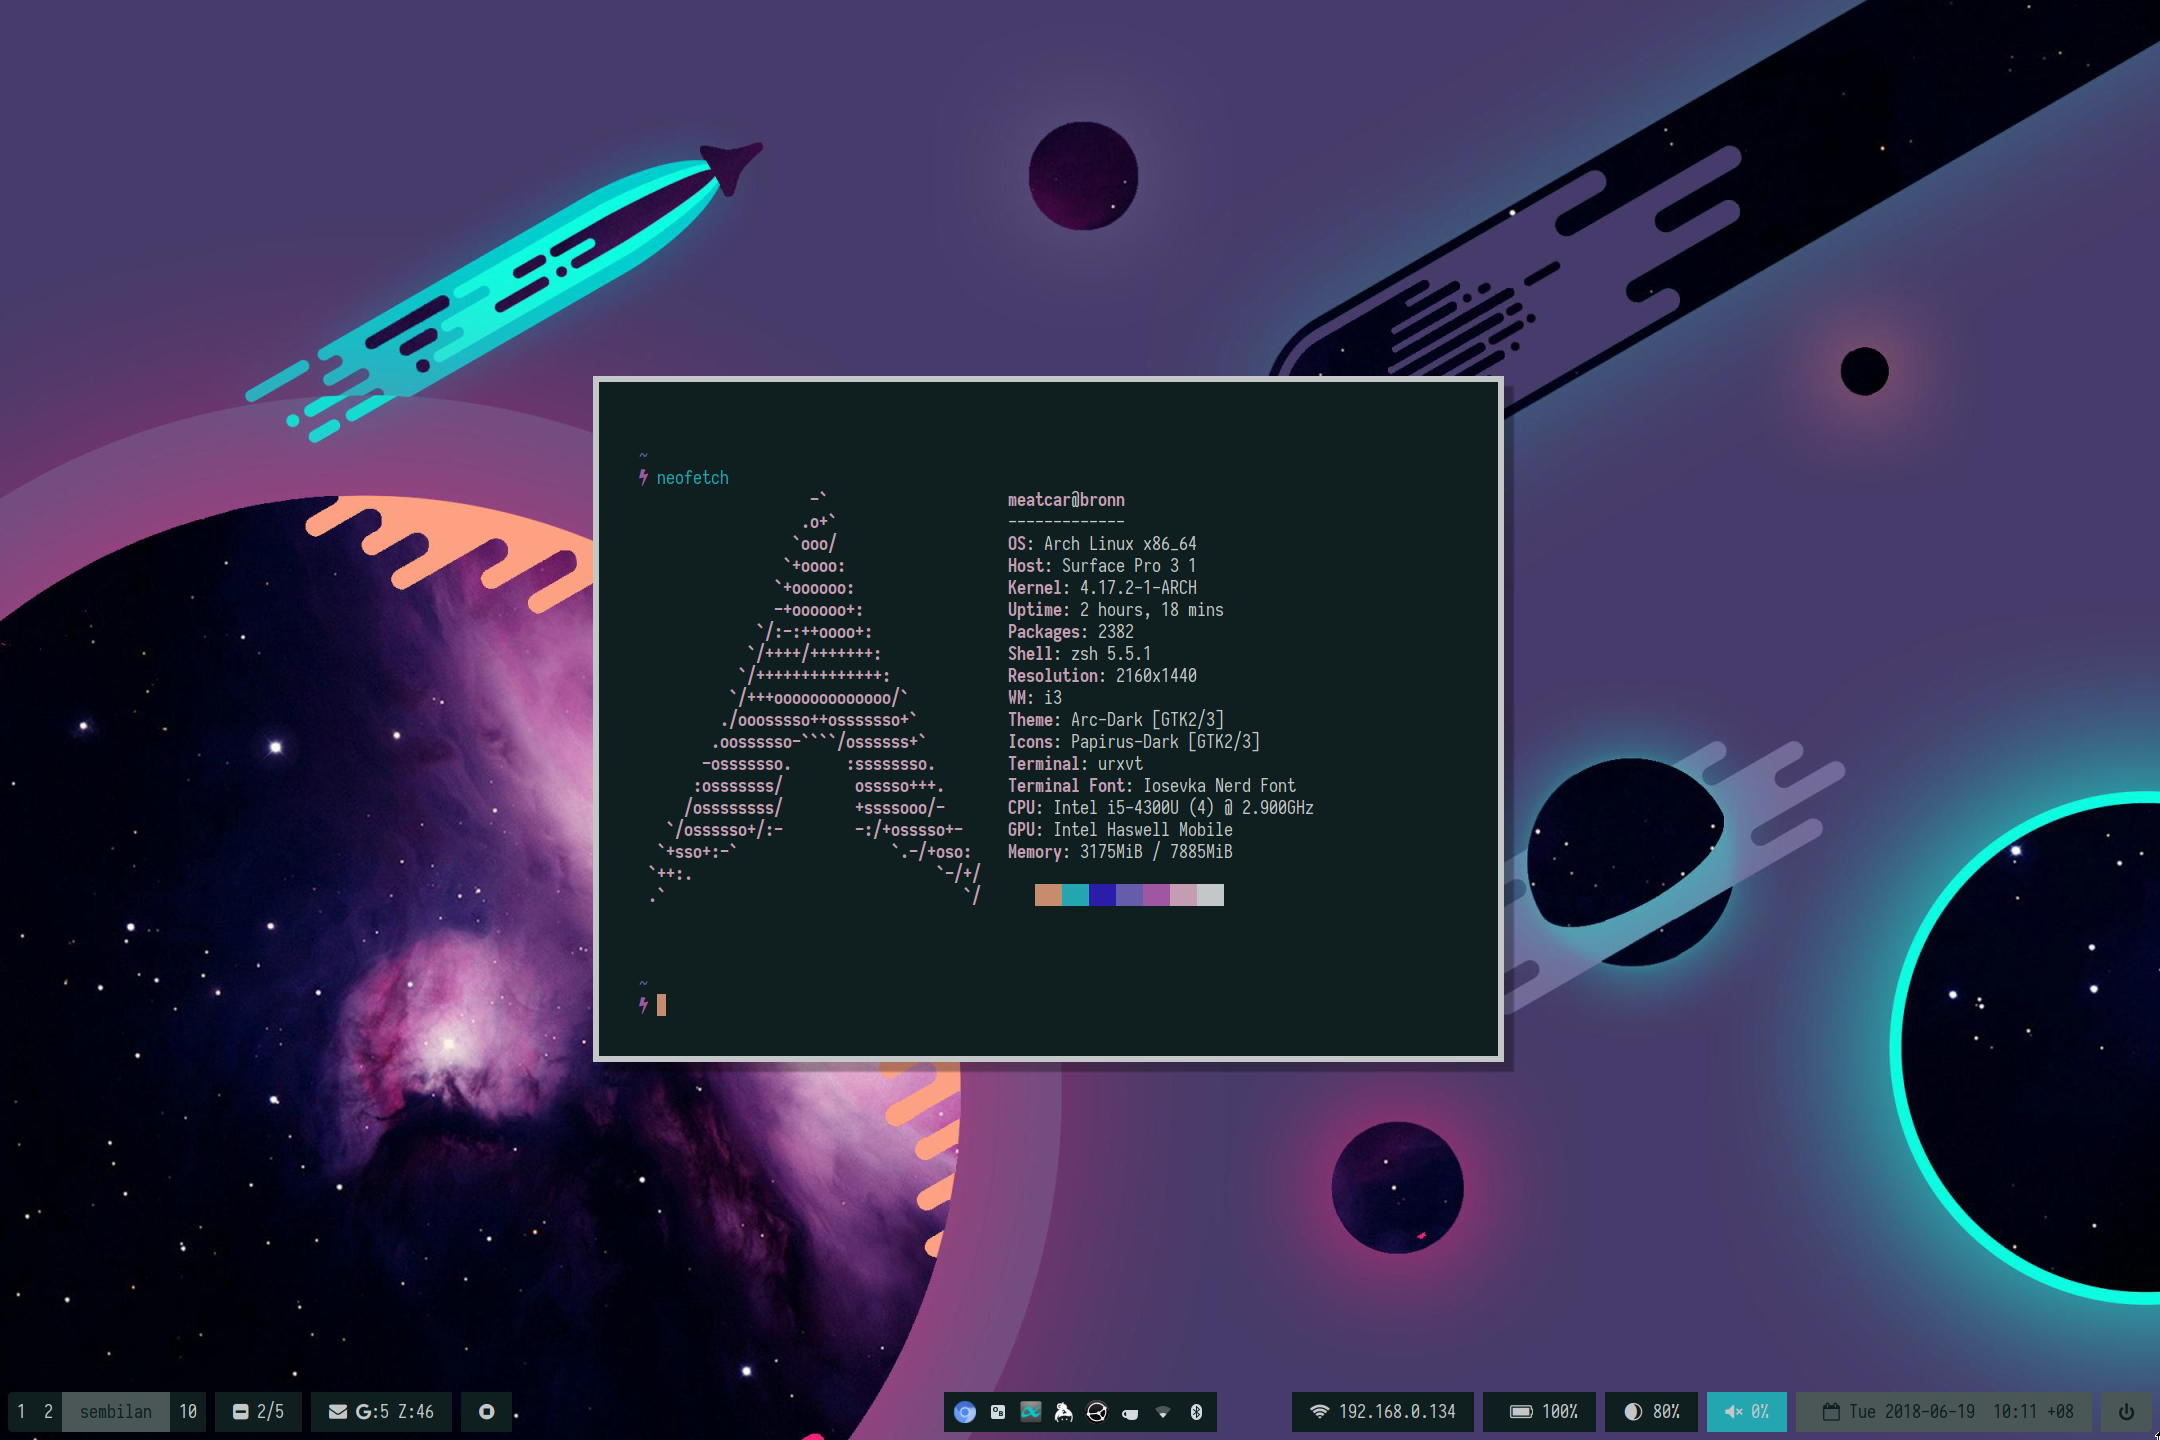 ~
neofetch
-`
.o+`
`ooo/
`+oooo:
`+oooooo:
-+oooooo+:
`/:-:++oooo+:
`/++++/+++++++:
`/++++++++++++++:
`/+++ooooooooooooo/`
./ooosssso++osssssso+`
.oossssso-````/ossssss+`
-osssssso.      :ssssssso.
:osssssss/        osssso+++.
/ossssssss/        +ssssooo/-
`/ossssso+/:-        -:/+osssso+-
`+sso+:-`                 `.-/+oso:
`++:.                           `-/+/
.`                                 `/
meatcar@bronn
-------------
OS: Arch Linux x86_64
Host: Surface Pro 3 1
Kernel: 4.17.2-1-ARCH
Uptime: 2 hours, 18 mins
Packages: 2382
Shell: zsh 5.5.1
Resolution: 2160x1440
WM: i3
Theme: Arc-Dark [GTK2/3]
Icons: Papirus-Dark [GTK2/3]
Terminal: urxvt
Terminal Font: Iosevka Nerd Font
CPU: Intel i5-4300U (4) @ 2.900GHz
GPU: Intel Haswell Mobile
Memory: 3175MiB / 7885MiB
~
1 2 sembilan 10 2/5 G:5 Z:46 192.168.0.134 100% 80% 0% Tue 2018-06-19 10:11 +08